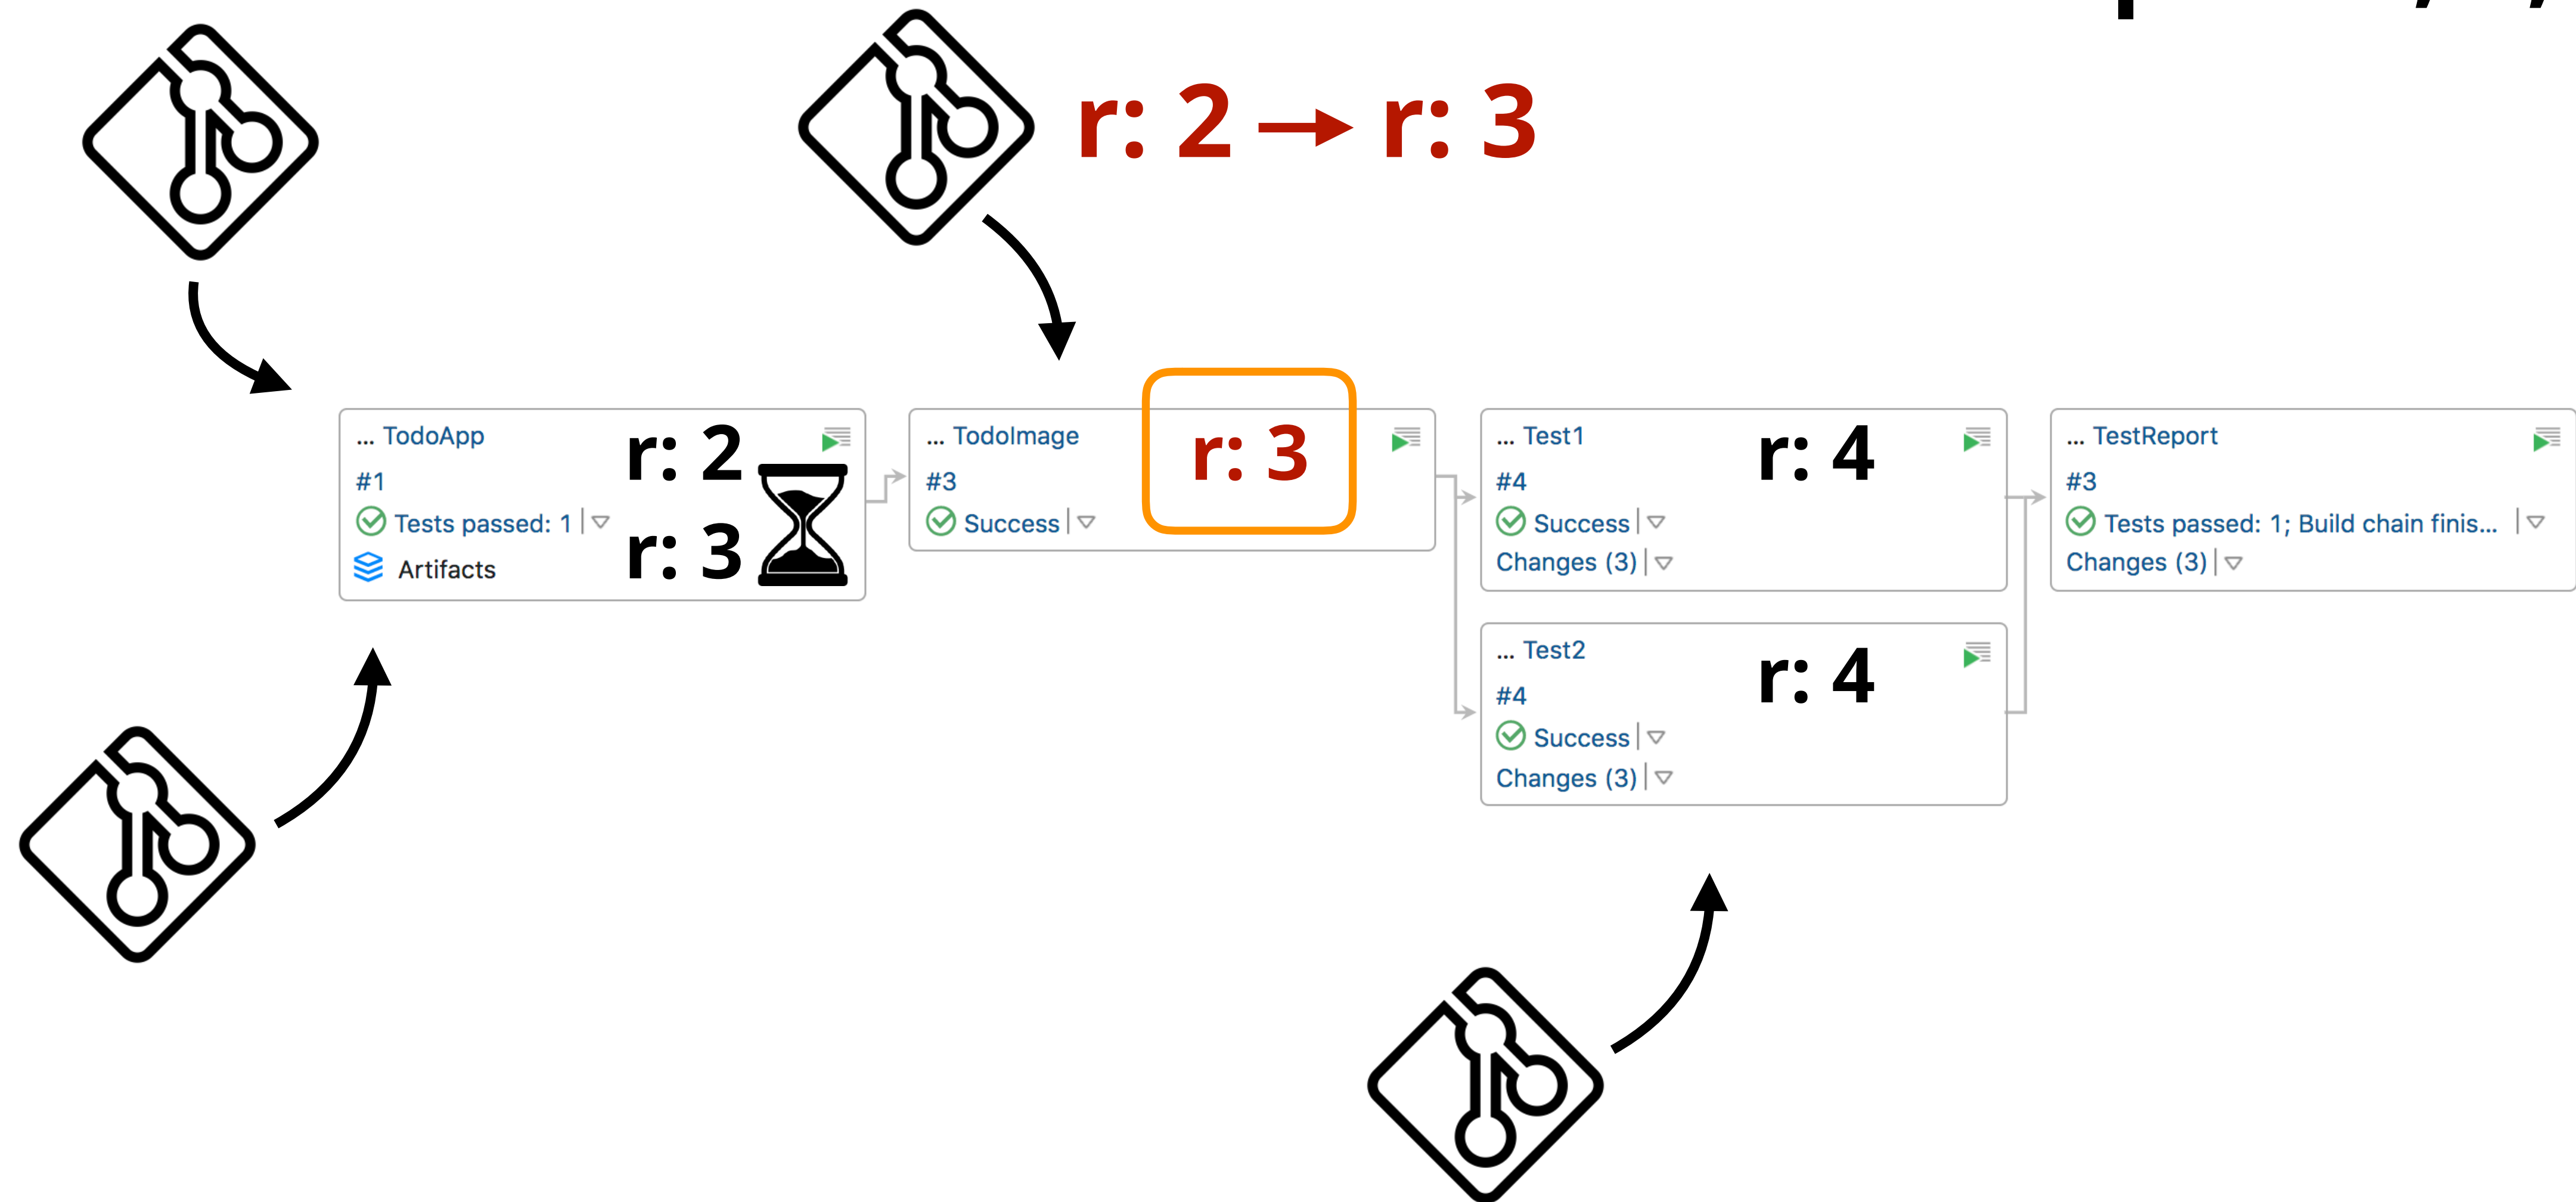 r: 2 → r: 3
... TodoApp
r: 2
#1
Tests passed: 1
r: 3
Artifacts
... TodoImage
r: 3
#3
Success
... Test1
r: 4
#4
Success
Changes (3)
... Test2
r: 4
#4
Success
Changes (3)
... TestReport
#3
Tests passed: 1; Build chain finis...
Changes (3)